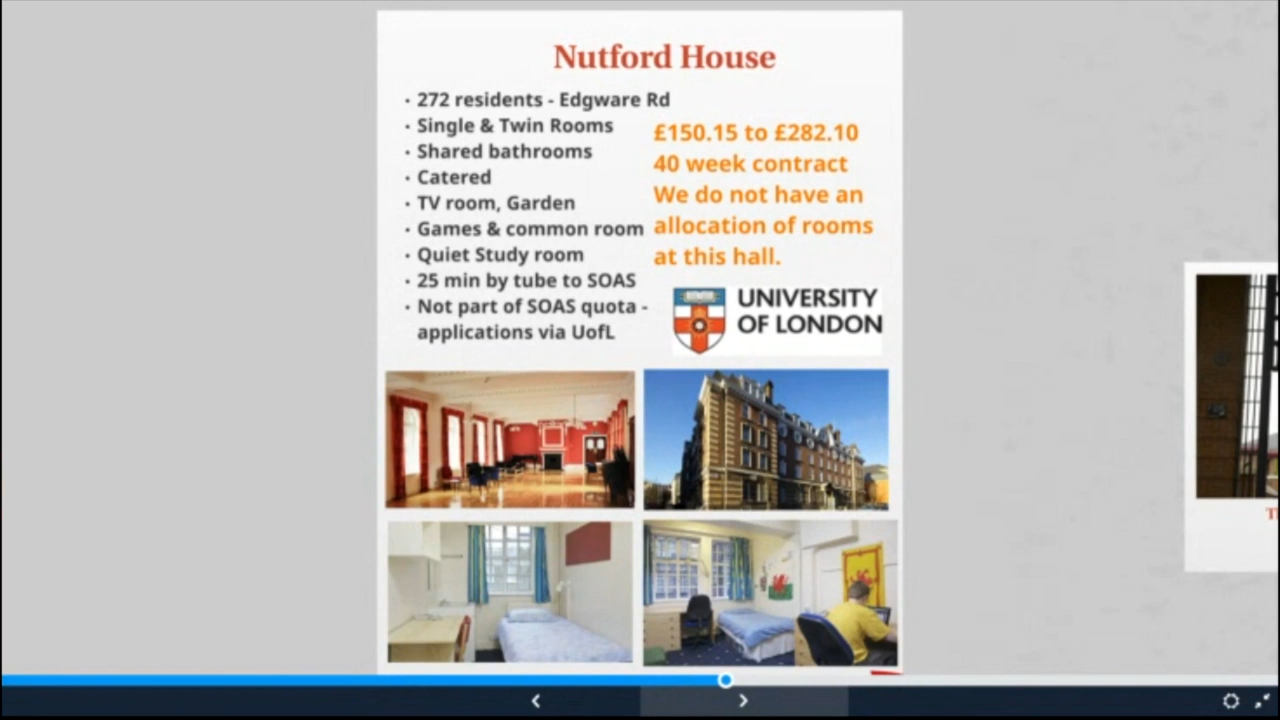 Nutford House
· 272 residents - Edgware Rd
· Single & Twin Rooms
· Shared bathrooms
· Catered
· TV room, Garden
· Games & common room
· Quiet Study room
· 25 min by tube to SOAS
· Not part of SOAS quota -
applications via UofL
£150.15 to £282.10
40 week contract
We do not have an
allocation of rooms
at this hall.
UNIVERSITY
OF LONDON